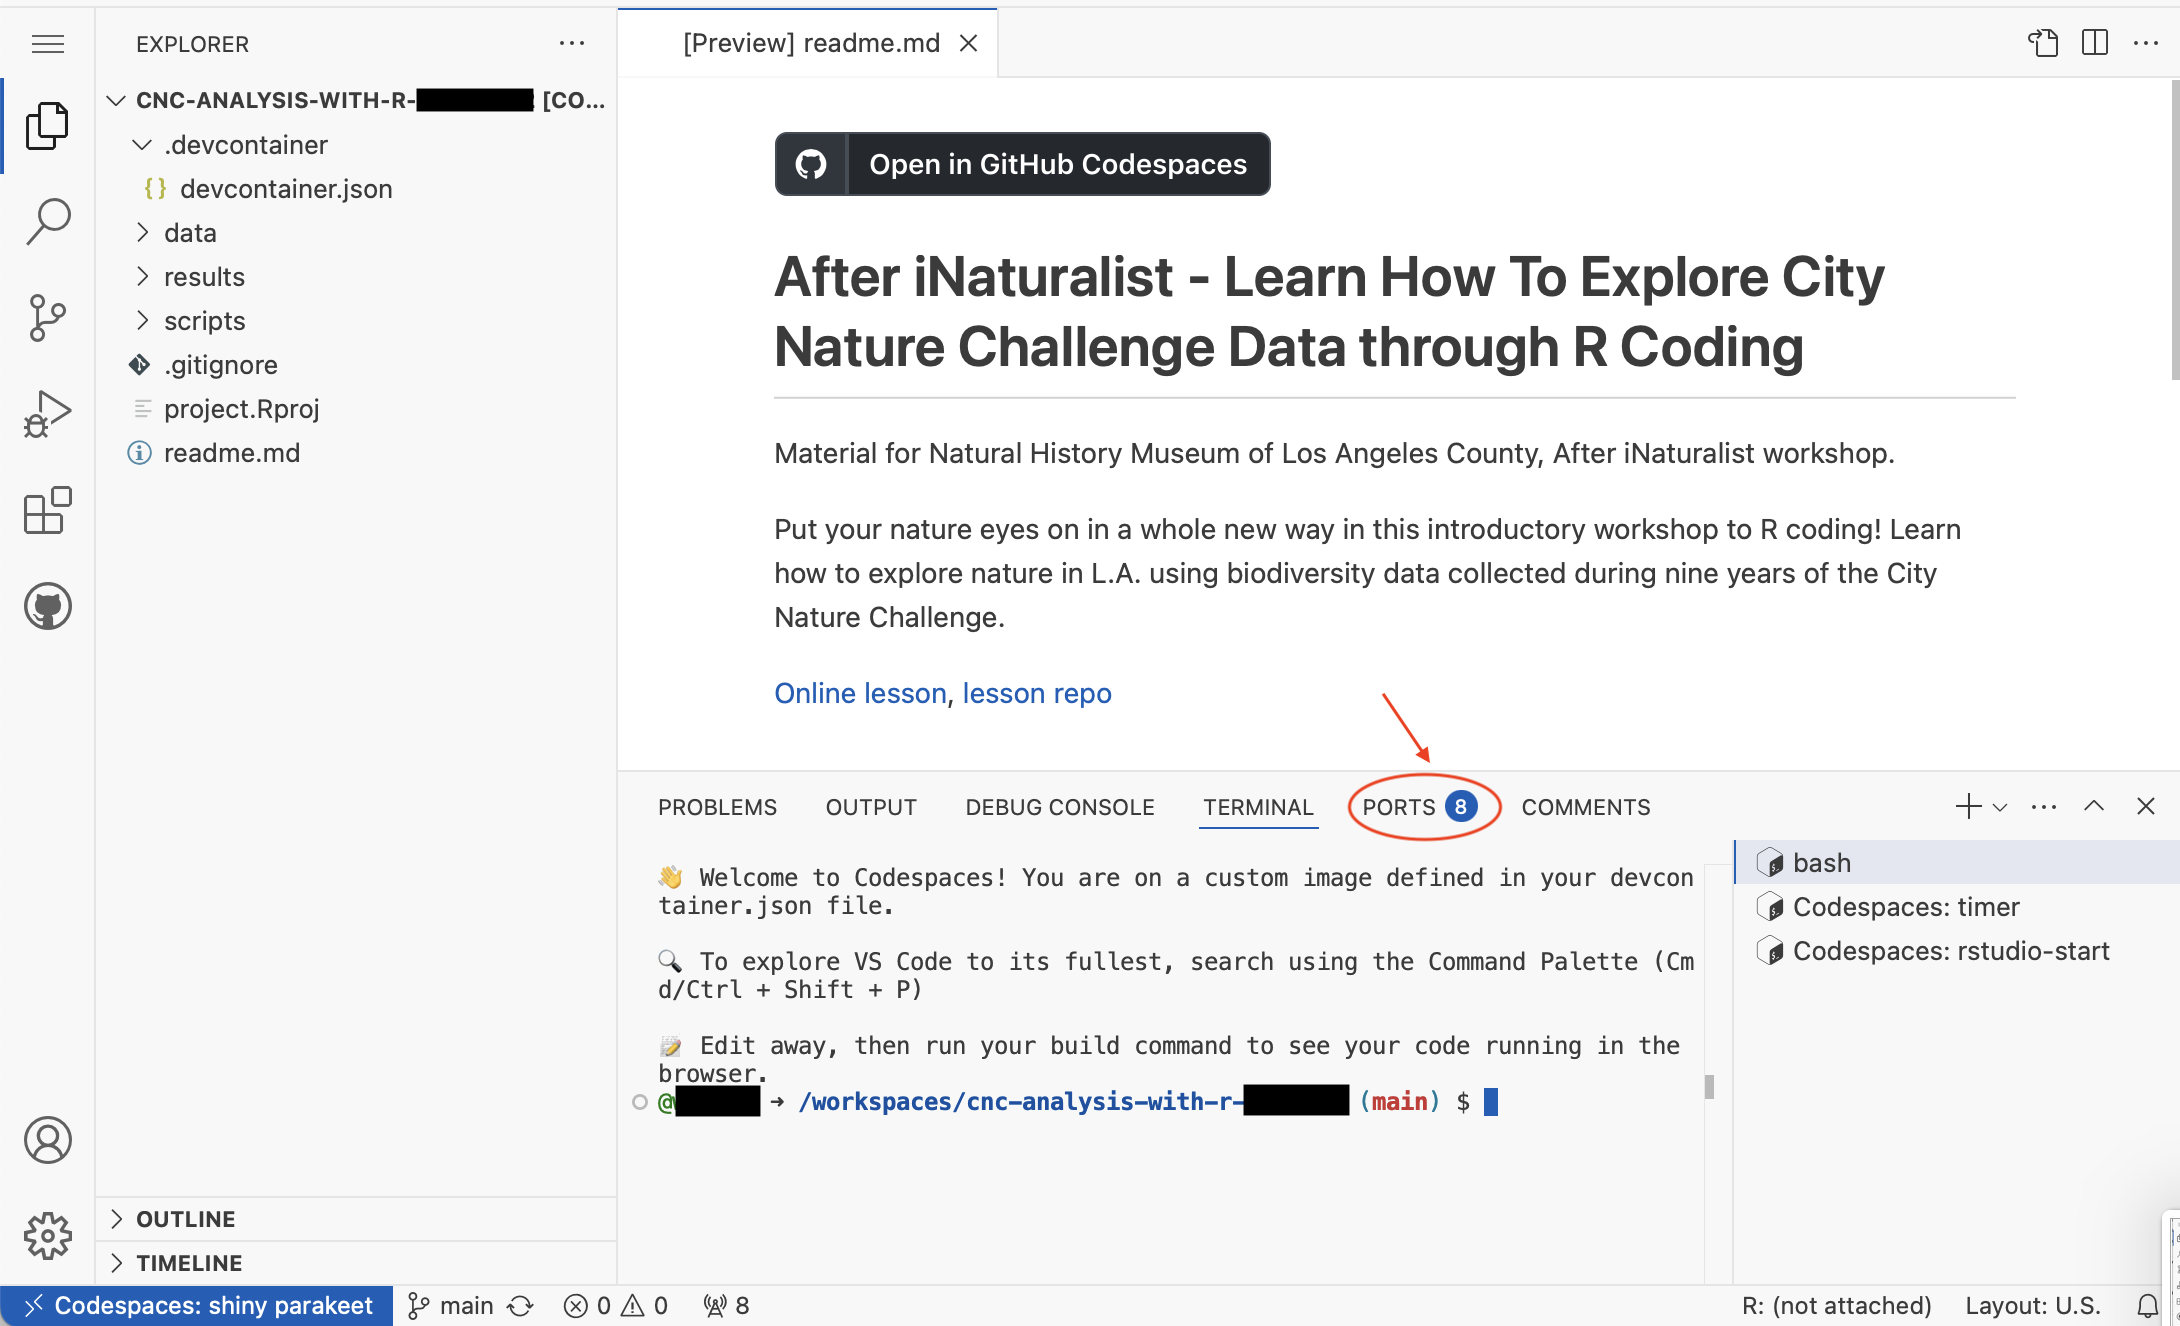 EXPLORER
[Preview] readme.md
CNC-ANALYSIS-WITH-R- [CO...
.devcontainer
{} devcontainer.json
data
results
scripts
.gitignore
project.Rproj
readme.md
OUTLINE
TIMELINE
Open in GitHub Codespaces
After iNaturalist - Learn How To Explore City
Nature Challenge Data through R Coding
Material for Natural History Museum of Los Angeles County, After iNaturalist workshop.
Put your nature eyes on in a whole new way in this introductory workshop to R coding! Learn
how to explore nature in L.A. using biodiversity data collected during nine years of the City
Nature Challenge.
Online lesson, lesson repo
PROBLEMS OUTPUT DEBUG CONSOLE TERMINAL PORTS 8 COMMENTS
Welcome to Codespaces! You are on a custom image defined in your devcon
tainer.json file.
To explore VS Code to its fullest, search using the Command Palette (Cm
d/Ctrl + Shift + P)
Edit away, then run your build command to see your code running in the
browser.
@ → /workspaces/cnc-analysis-with-r- (main) $
bash
Codespaces: timer
Codespaces: rstudio-start
Codespaces: shiny parakeet main 0 0 8 R: (not attached) Layout: U.S.